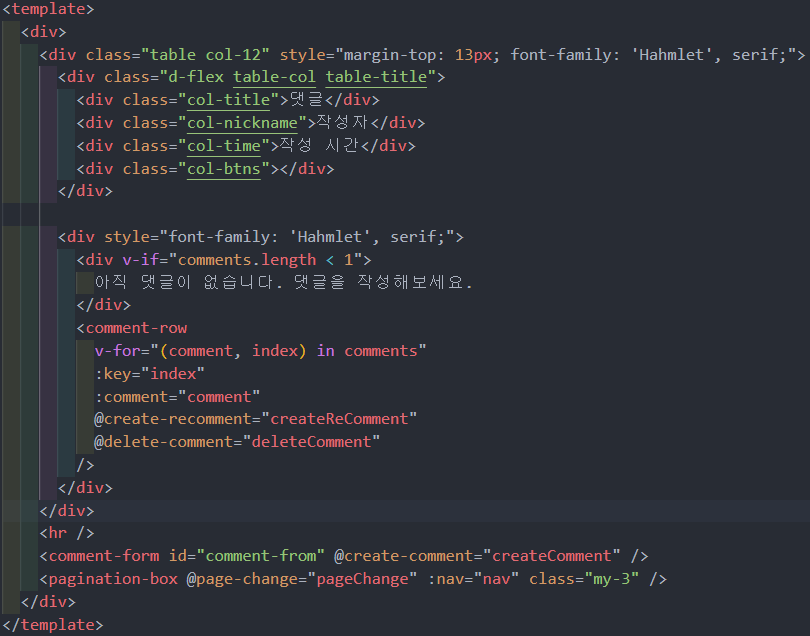 <template>
<div>
<div class="table col-12" style="margin-top: 13px; font-family: 'Hahmlet', serif;">
<div class="d-flex table-col table-title">
<div class="col-title">댓글</div>
<div class="col-nickname">작성자</div>
<div class="col-time">작성 시간</div>
<div class="col-btns"></div>
</div>
<div style="font-family: 'Hahmlet', serif;">
<div v-if="comments.length < 1">
아직 댓글이 없습니다. 댓글을 작성해보세요.
</div>
<comment-row
v-for="(comment, index) in comments"
:key="index"
:comment="comment"
@create-recomment="createReComment"
@delete-comment="deleteComment"
/>
</div>
</div>
<hr />
<comment-form id="comment-from" @create-comment="createComment" />
<pagination-box @page-change="pageChange" :nav="nav" class="my-3" />
</div>
</template>